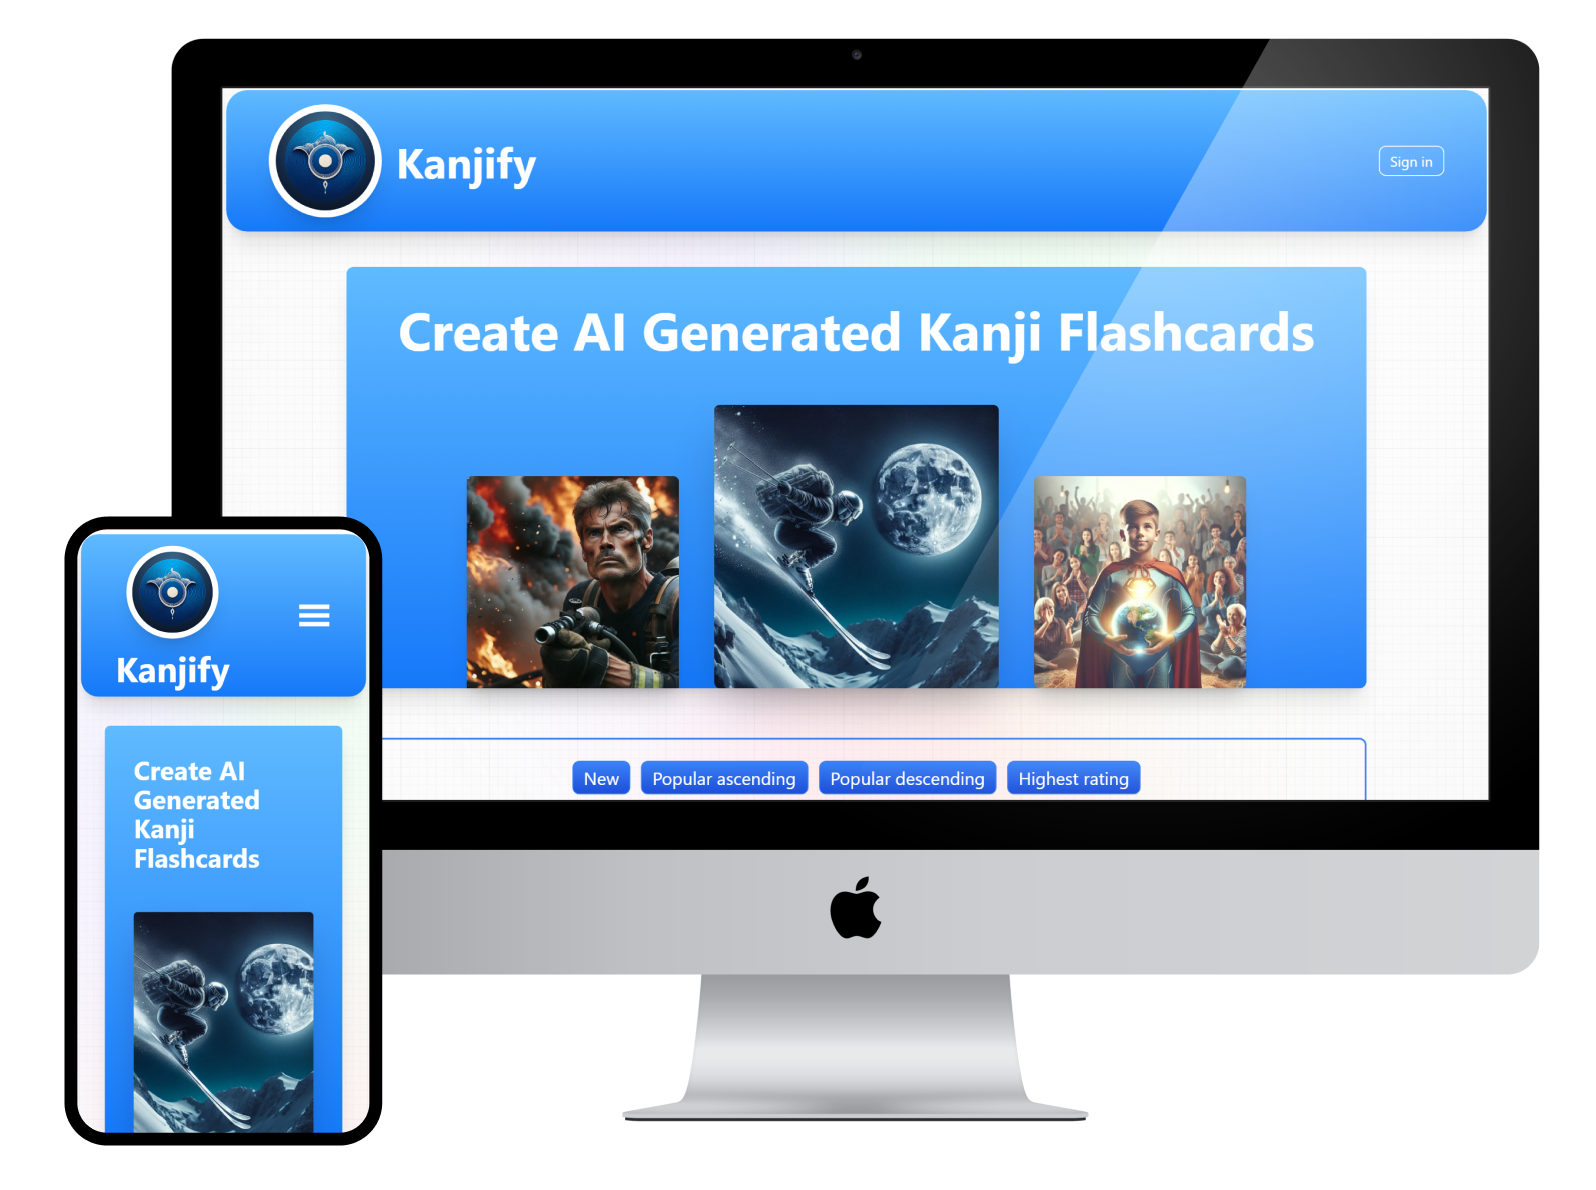 Kanjify
Sign in
Create AI Generated Kanji Flashcards
New
Popular ascending
Popular descending
Highest rating
Kanjify
Create AI
Generated
Kanji
Flashcards